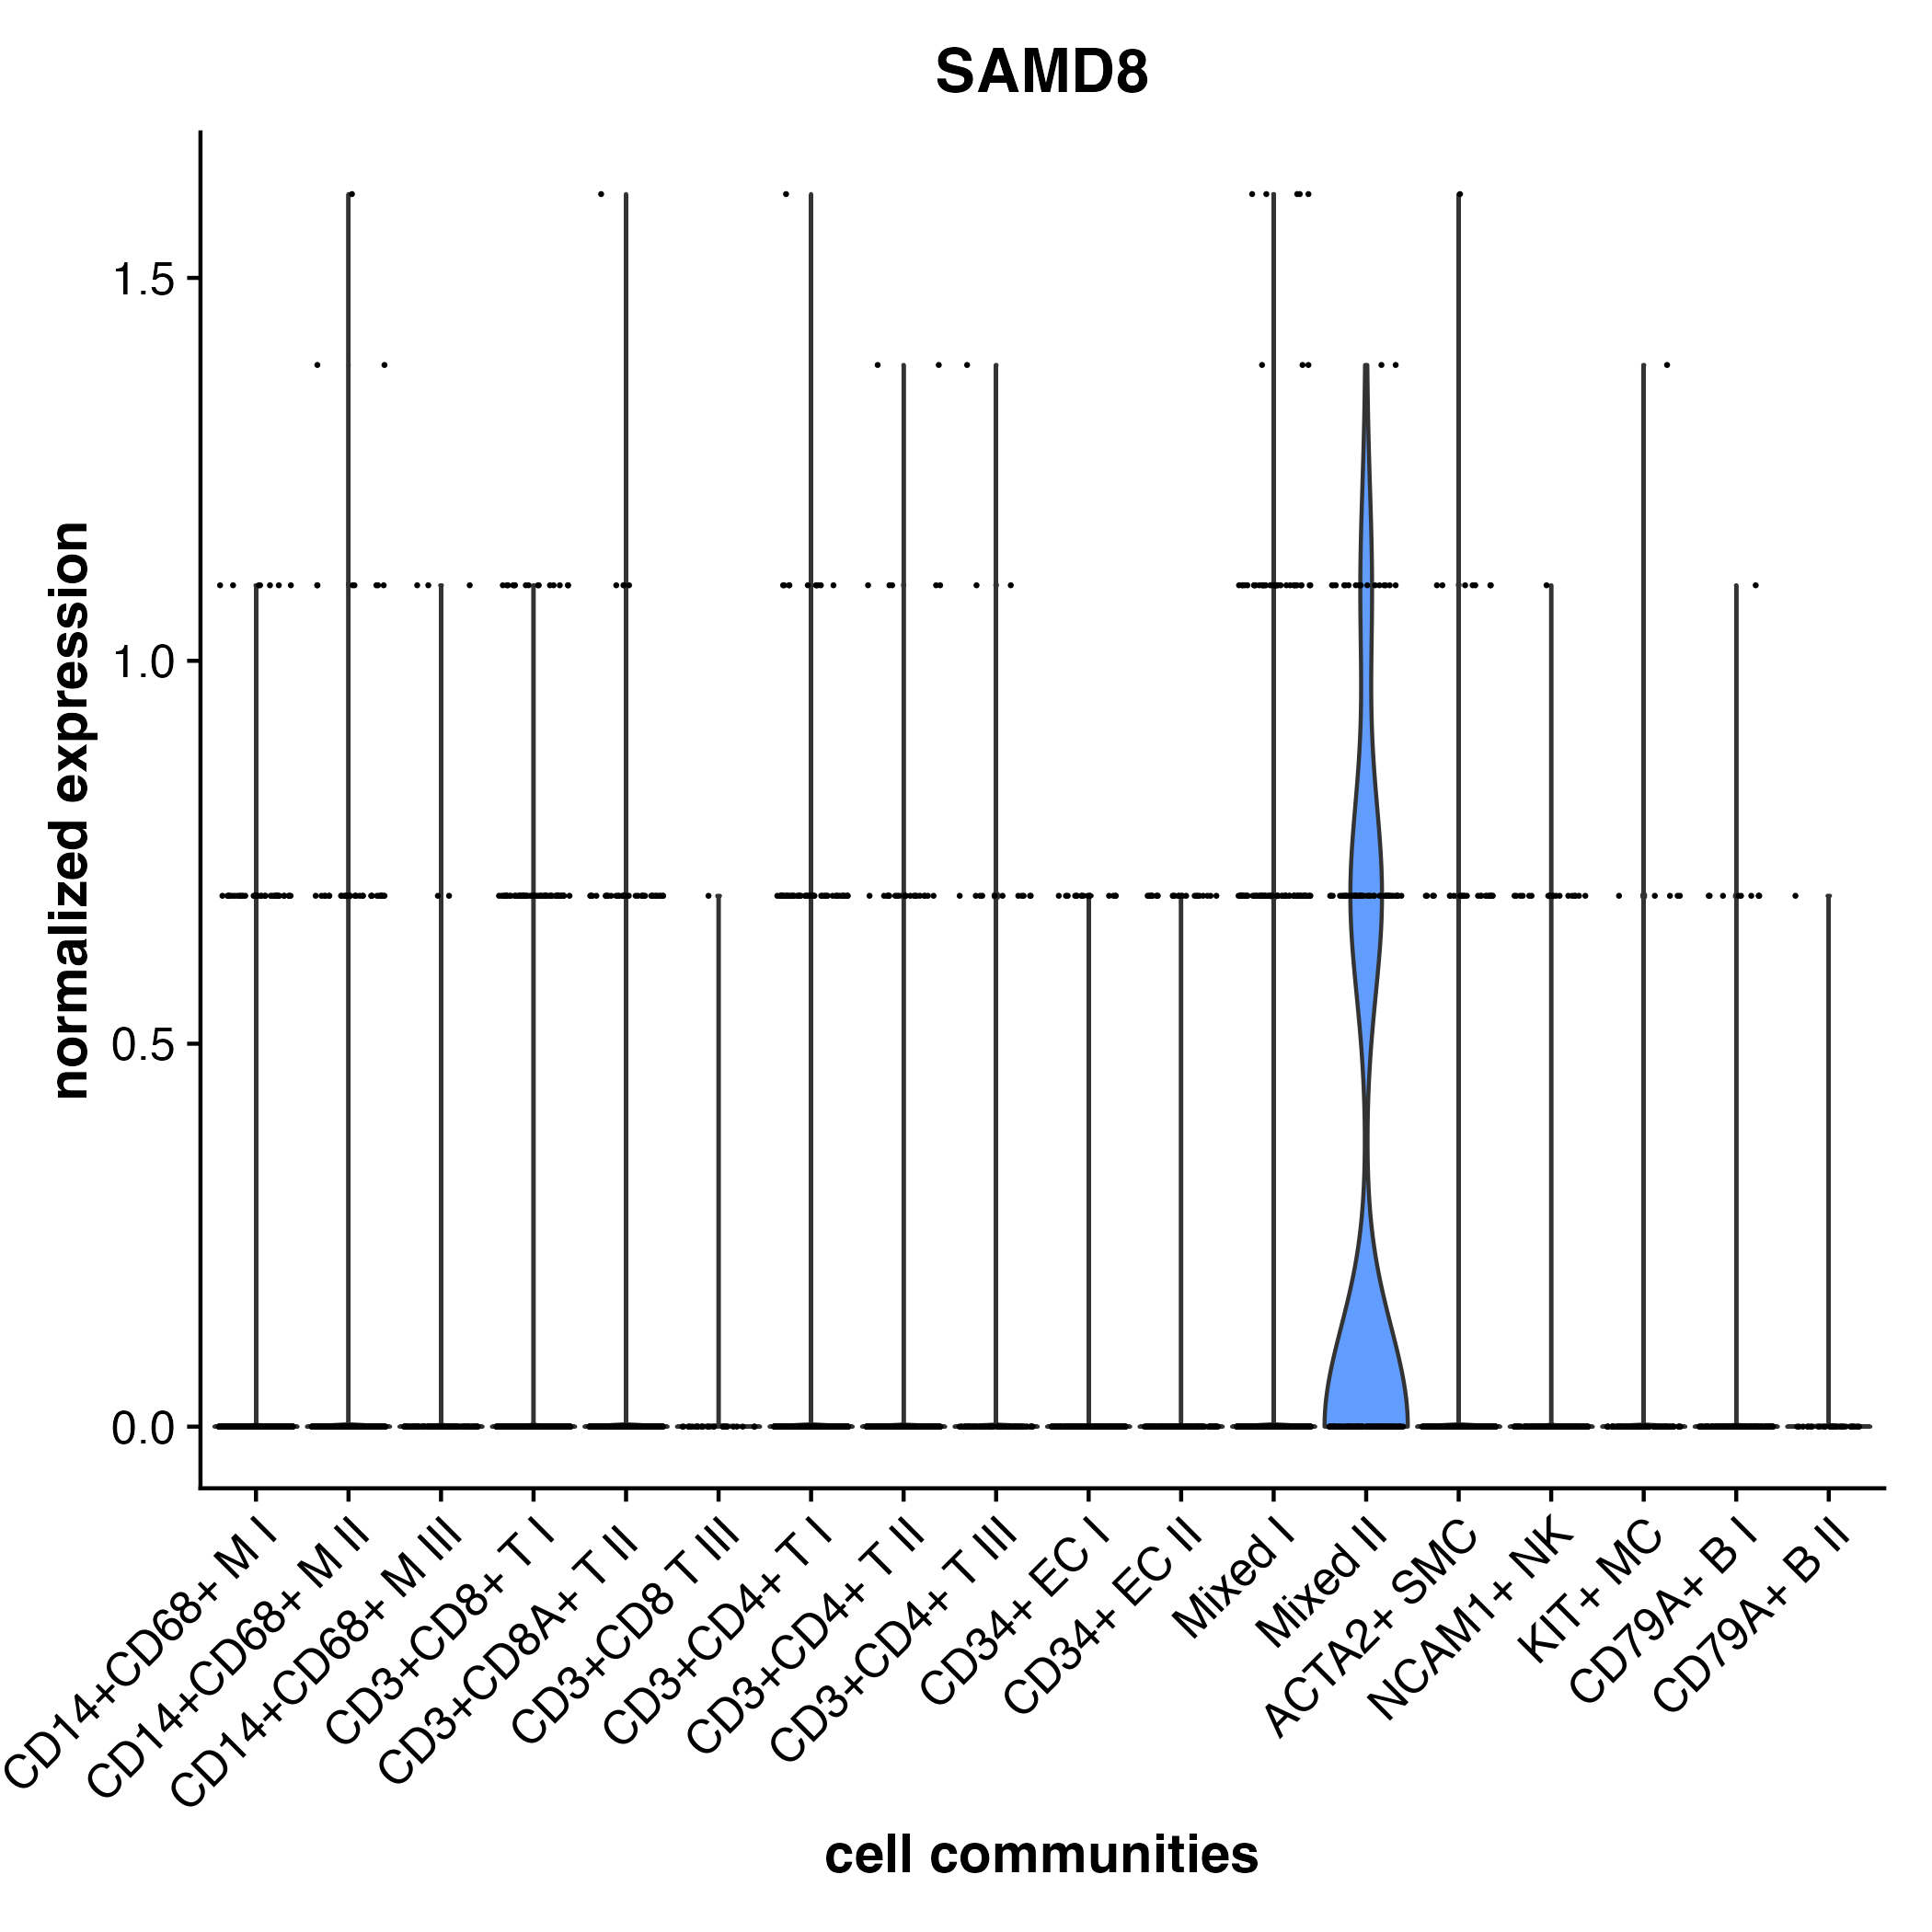 SAMD8
normalized expression
1.5
1.0
0.5
0.0
CD14+CD68+ M I
CD14+CD68+ M II
CD14+CD68+ M III
CD3+CD8+ T I
CD3+CD8A+ T II
CD3+CD8 T III
CD3+CD4+ T I
CD3+CD4+ T II
CD3+CD4+ T III
CD34+ EC I
CD34+ EC II
Mixed I
Mixed II
ACTA2+ SMC
NCAM1+ NK
KIT+ MC
CD79A+ B I
CD79A+ B II
cell communities